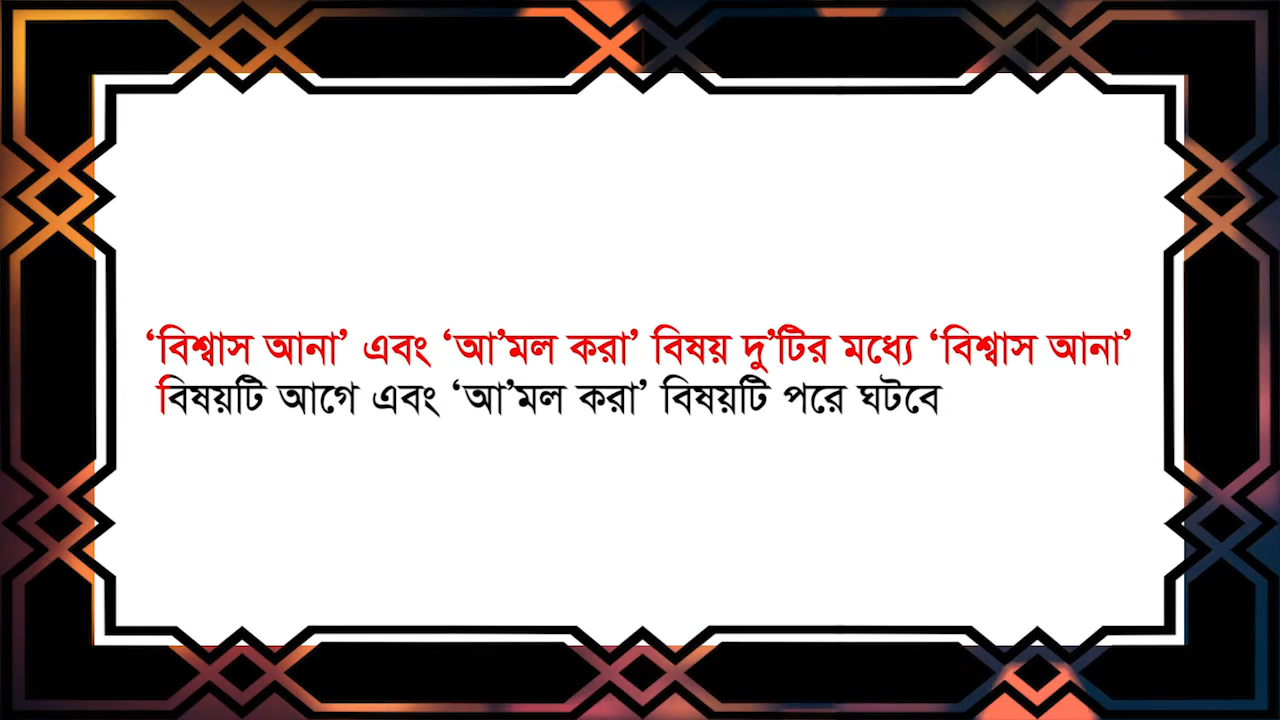 ‘বিশ্বাস আনা’ এবং ‘আ’মল করা’ বিষয় দু’টির মধ্যে ‘বিশ্বাস আনা’
বিষয়টি আগে এবং ‘আ’মল করা’ বিষয়টি পরে ঘটবে